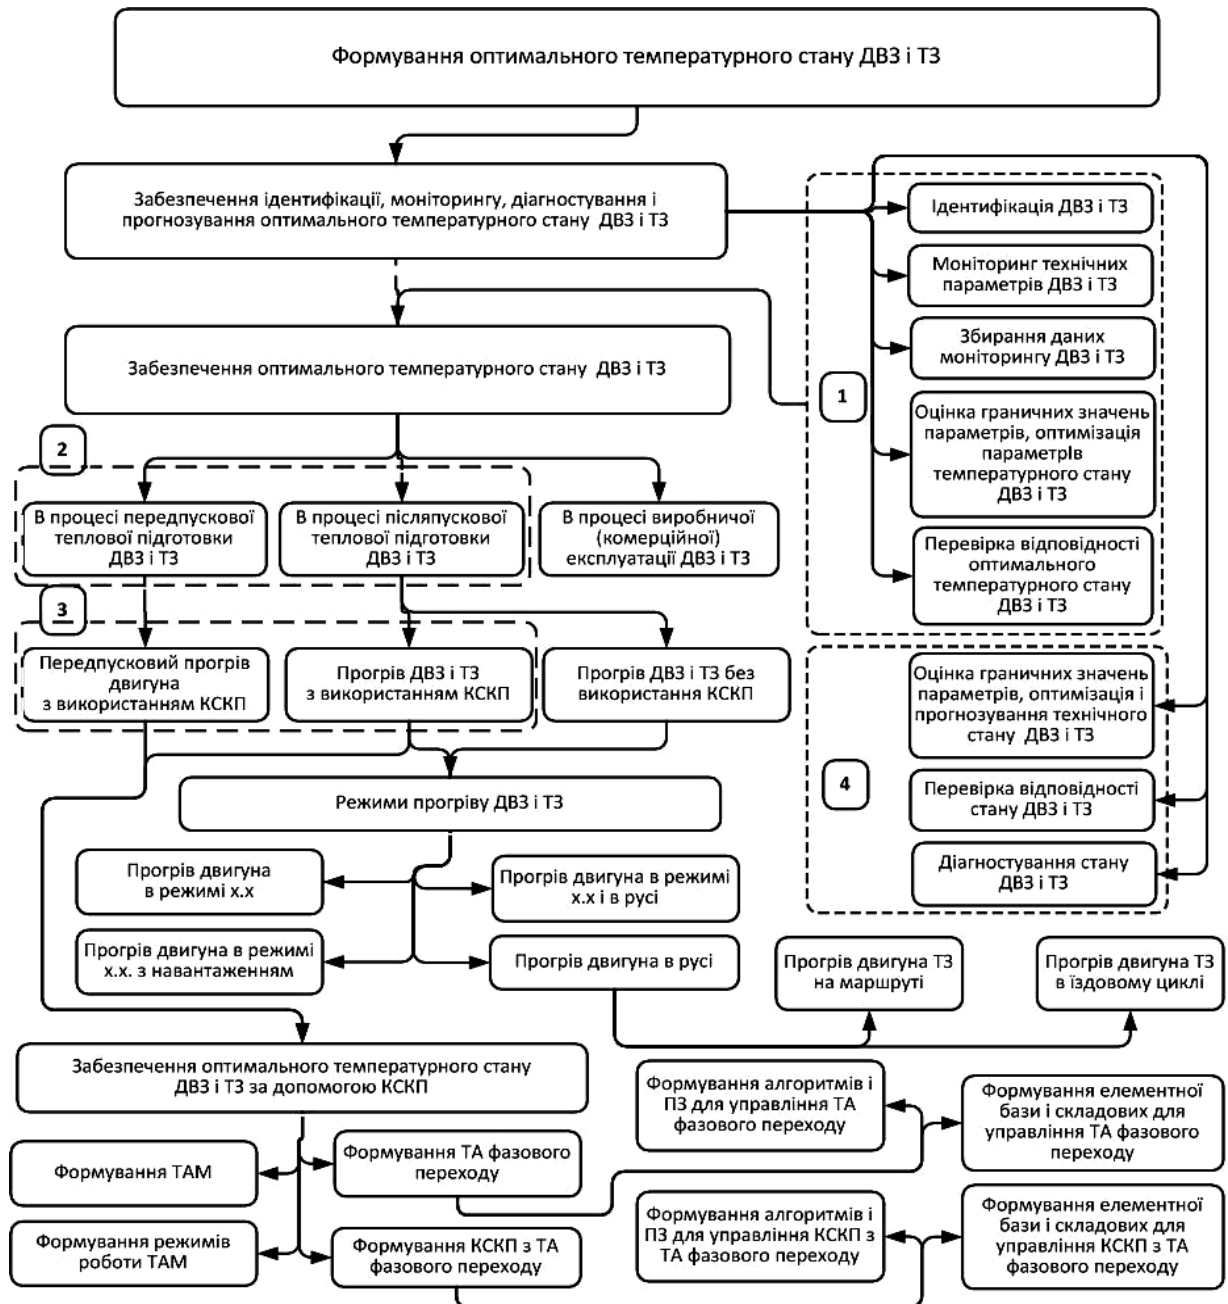 Формування оптимального температурного стану ДВЗ і ТЗ
Забезпечення ідентифікації, моніторингу, діагностування і
прогнозування оптимального температурного стану ДВЗ і ТЗ
Ідентифікація ДВЗ і ТЗ
Моніторинг технічних
параметрів ДВЗ і ТЗ
Збирання даних
моніторингу ДВЗ і ТЗ
Забезпечення оптимального температурного стану ДВЗ і ТЗ
1
Оцінка граничних значень
параметрів, оптимізація
параметрів
температурного стану
ДВЗ і ТЗ
2
В процесі передпускової
теплової підготовки
ДВЗ і ТЗ
В процесі післяпускової
теплової підготовки
ДВЗ і ТЗ
В процесі виробничої
(комерційної)
експлуатації ДВЗ і ТЗ
Перевірка відповідності
оптимального
температурного стану
ДВЗ і ТЗ
3
Передпусковий прогрів
двигуна
з використанням КСКП
Прогрів ДВЗ і ТЗ
з використанням КСКП
Прогрів ДВЗ і ТЗ без
використання КСКП
Оцінка граничних значень
параметрів, оптимізація і
прогнозування технічного
стану ДВЗ і ТЗ
4
Перевірка відповідності
стану ДВЗ і ТЗ
Діагностування стану
ДВЗ і ТЗ
Режими прогріву ДВЗ і ТЗ
Прогрів двигуна
в режимі х.х
Прогрів двигуна в режимі
х.х і в русі
Прогрів двигуна в режимі
х.х. з навантаженням
Прогрів двигуна в русі
Прогрів двигуна ТЗ
на маршруті
Прогрів двигуна ТЗ
в їздовому циклі
Забезпечення оптимального температурного стану
ДВЗ і ТЗ за допомогою КСКП
Формування алгоритмів і
ПЗ для управління ТА
фазового переходу
Формування елементної
бази і складових для
управління ТА фазового
переходу
Формування ТАМ
Формування ТА фазового
переходу
Формування режимів
роботи ТАМ
Формування КСКП з ТА
фазового переходу
Формування алгоритмів і
ПЗ для управління КСКП з
ТА фазового переходу
Формування елементної
бази і складових для
управління КСКП з ТА
фазового переходу